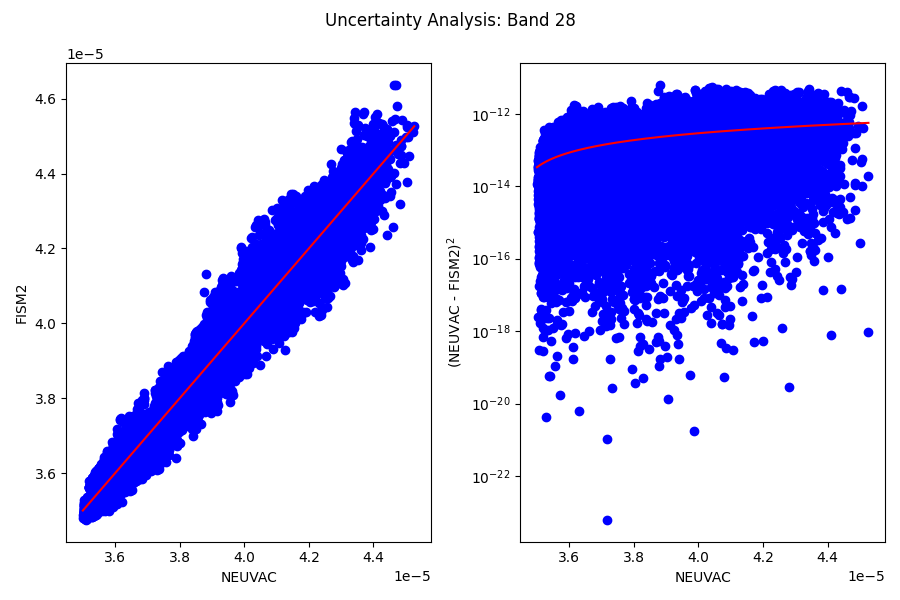 Uncertainty Analysis: Band 28
1e−5
4.6
4.4
4.2
4.0
3.8
3.6
FISM2
3.6 3.8 4.0 4.2 4.4
1e−5
NEUVAC
10⁻¹²
10⁻¹⁴
10⁻¹⁶
10⁻¹⁸
10⁻²⁰
10⁻²²
(NEUVAC - FISM2)²
3.6 3.8 4.0 4.2 4.4
1e−5
NEUVAC